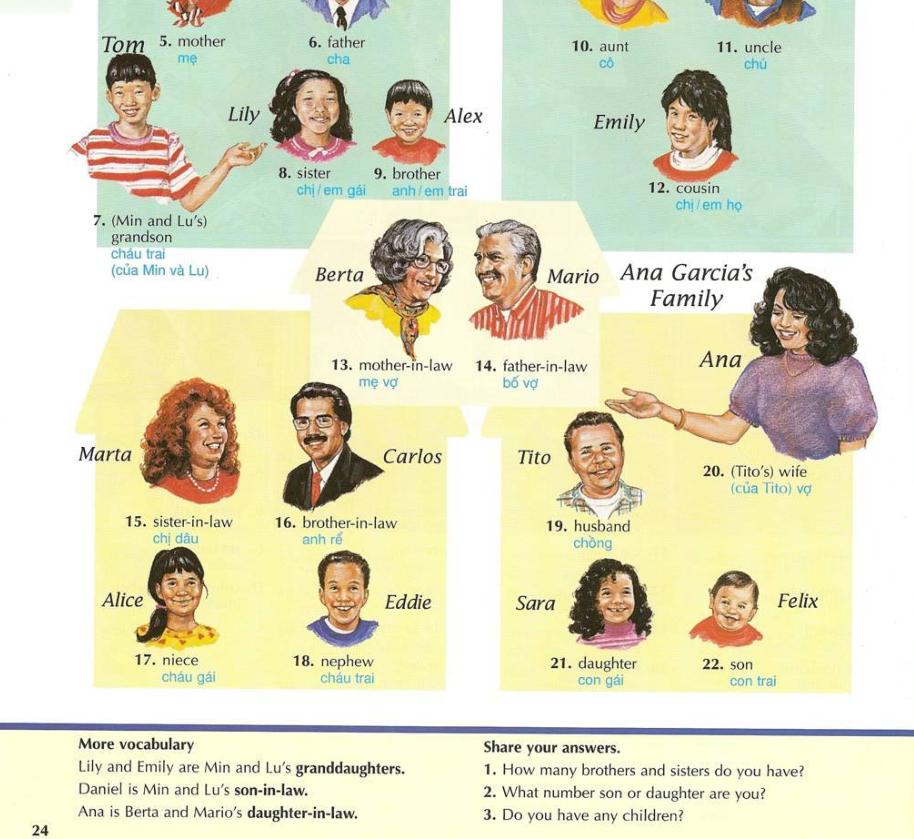 Tom
5. mother
mẹ
6. father
cha
10. aunt
cô
11. uncle
chú
Lily
Alex
Emily
8. sister
chị/em gái
9. brother
anh/em trai
12. cousin
chị/em họ
7. (Min and Lu's)
grandson
cháu trai
(của Min và Lu)
Berta
Mario
Ana Garcia's
Family
13. mother-in-law
mẹ vợ
14. father-in-law
bố vợ
Ana
Marta
Carlos
Tito
20. (Tito's) wife
(của Tito) vợ
15. sister-in-law
chị dâu
16. brother-in-law
anh rể
19. husband
chồng
Alice
Eddie
Sara
Felix
17. niece
cháu gái
18. nephew
cháu trai
21. daughter
con gái
22. son
con trai
More vocabulary
Lily and Emily are Min and Lu's granddaughters.
Daniel is Min and Lu's son-in-law.
Ana is Berta and Mario's daughter-in-law.
Share your answers.
1. How many brothers and sisters do you have?
2. What number son or daughter are you?
3. Do you have any children?
24